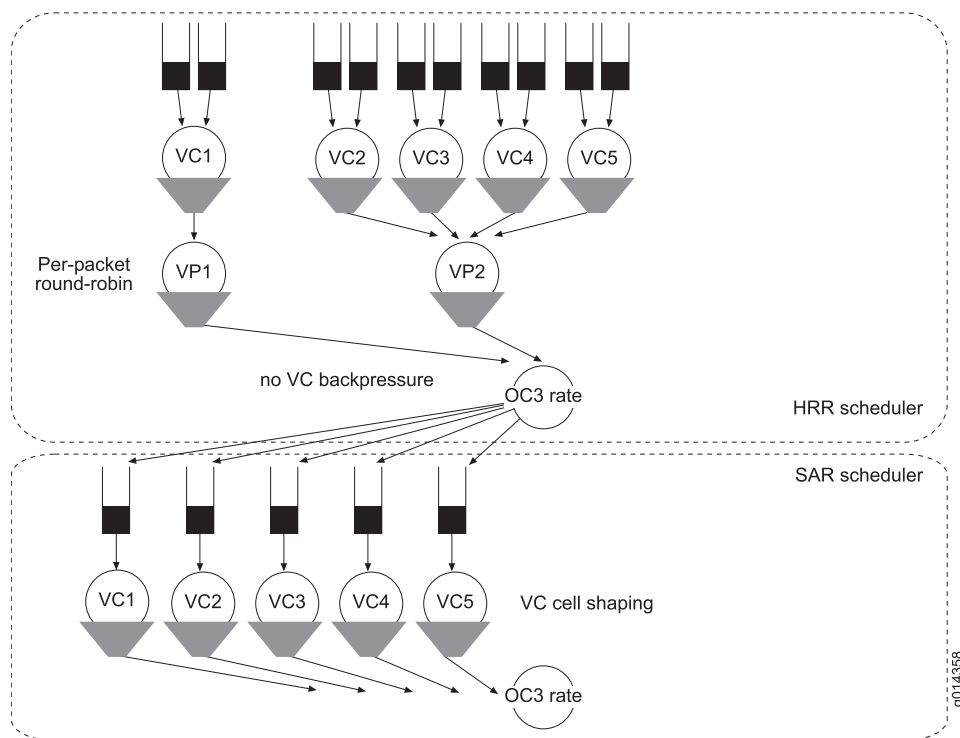 VC1
VC2
VC3
VC4
VC5
Per-packet
round-robin
VP1
VP2
no VC backpressure
OC3 rate
HRR scheduler
SAR scheduler
VC1
VC2
VC3
VC4
VC5
VC cell shaping
OC3 rate
g014358